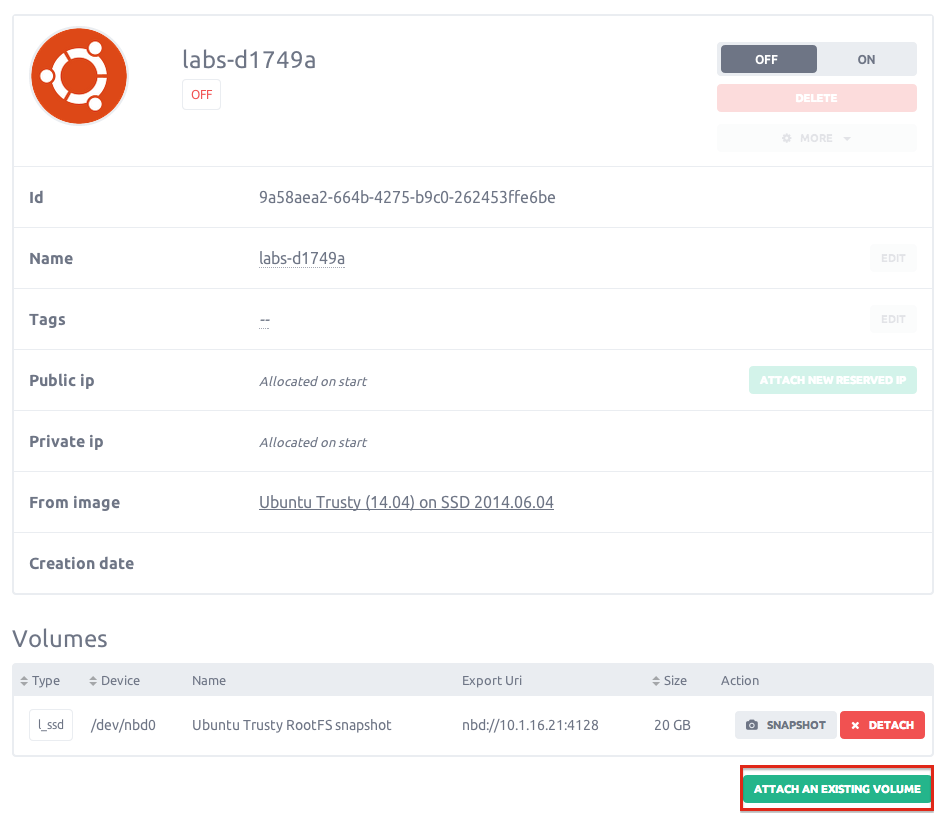 labs-d1749a
OFF
OFF ON
DELETE
MORE
Id 9a58aea2-664b-4275-b9c0-262453ffe6be
Name labs-d1749a EDIT
Tags -- EDIT
Public ip Allocated on start ATTACH NEW RESERVED IP
Private ip Allocated on start
From image Ubuntu Trusty (14.04) on SSD 2014.06.04
Creation date
Volumes
Type Device Name Export Uri Size Action
l_ssd /dev/nbd0 Ubuntu Trusty RootFS snapshot nbd://10.1.16.21:4128 20 GB SNAPSHOT DETACH
ATTACH AN EXISTING VOLUME